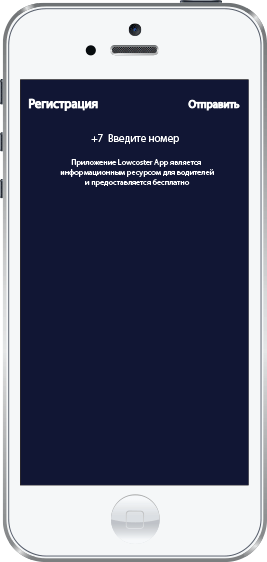 Регистрация Отправить
+7 Введите номер
Приложение Lowcoster App является
информационным ресурсом для водителей
и предоставляется бесплатно